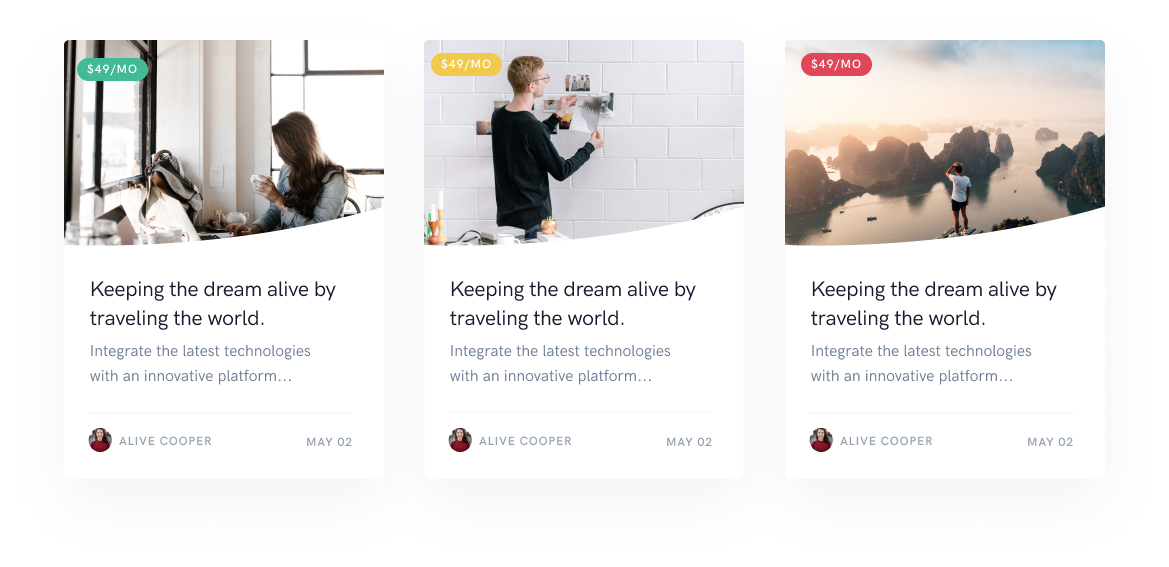 $49/MO
Keeping the dream alive by
traveling the world.
Integrate the latest technologies
with an innovative platform...
ALIVE COOPER
MAY 02
$49/MO
Keeping the dream alive by
traveling the world.
Integrate the latest technologies
with an innovative platform...
ALIVE COOPER
MAY 02
$49/MO
Keeping the dream alive by
traveling the world.
Integrate the latest technologies
with an innovative platform...
ALIVE COOPER
MAY 02